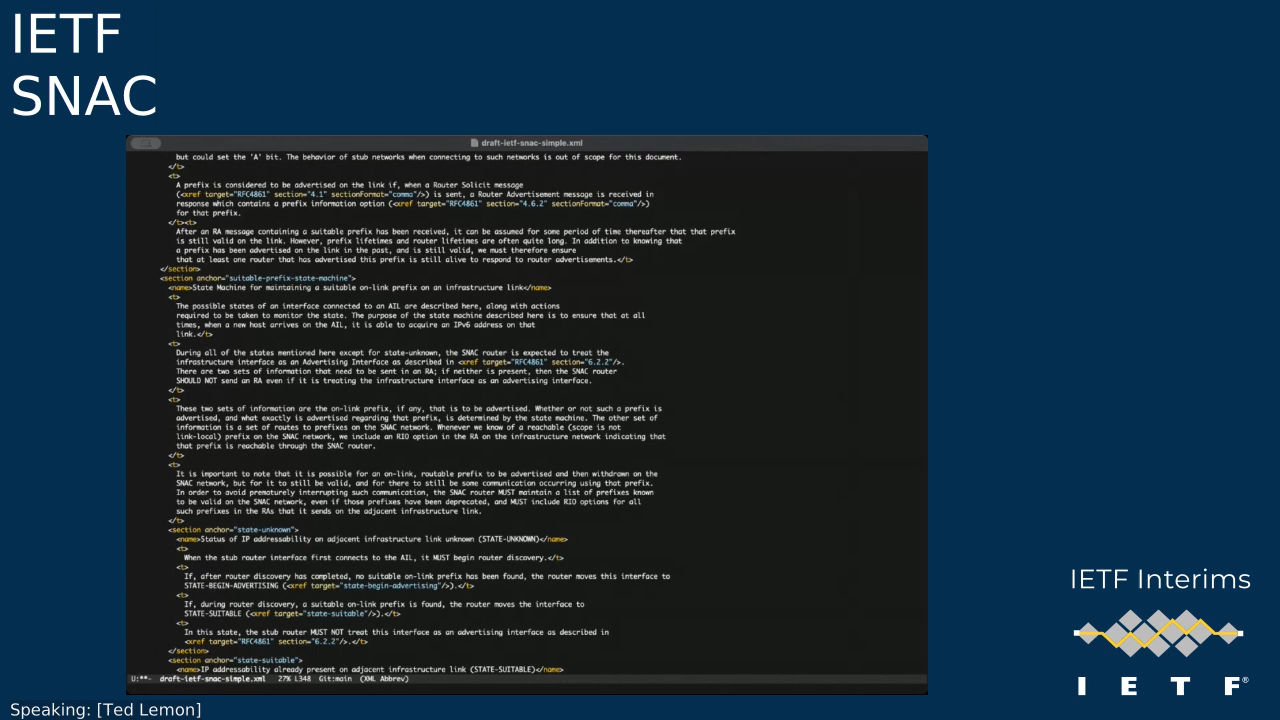 IETF
SNAC
draft-ietf-snac-simple.xml
but could set the 'A' bit. The behavior of stub networks when connecting to such networks is out of scope for this document.
</t>
<t>
A prefix is considered to be advertised on the link if, when a Router Solicit message
(<xref target="RFC4861" section="4.1" sectionFormat="comma"/>) is sent, a Router Advertisement message is received in
response which contains a prefix information option (<xref target="RFC4861" section="4.6.2" sectionFormat="comma"/>)
for that prefix.
</t><t>
After an RA message containing a suitable prefix has been received, it can be assumed for some period of time thereafter that that prefix
is still valid on the link. However, prefix lifetimes and router lifetimes are often quite long. In addition to knowing that
a prefix has been advertised on the link in the past, and is still valid, we must therefore ensure
that at least one router that has advertised this prefix is still alive to respond to router advertisements.</t>
</section>
<section anchor="suitable-prefix-state-machine">
<name>State Machine for maintaining a suitable on-link prefix on an infrastructure link</name>
<t>
The possible states of an interface connected to an AIL are described here, along with actions
required to be taken to monitor the state. The purpose of the state machine described here is to ensure that at all
times, when a new host arrives on the AIL, it is able to acquire an IPv6 address on that
link.</t>
<t>
During all of the states mentioned here except for state-unknown, the SNAC router is expected to treat the
infrastructure interface as an Advertising Interface as described in <xref target="RFC4861" section="6.2.2"/>.
There are two sets of information that need to be sent in an RA; if neither is present, then the SNAC router
SHOULD NOT send an RA even if it is treating the infrastructure interface as an advertising interface.
</t>
<t>
These two sets of information are the on-link prefix, if any, that is to be advertised. Whether or not such a prefix is
advertised, and what exactly is advertised regarding that prefix, is determined by the state machine. The other set of
information is a set of routes to prefixes on the SNAC network. Whenever we know of a reachable (scope is not
link-local) prefix on the SNAC network, we include an RIO option in the RA on the infrastructure network indicating that
that prefix is reachable through the SNAC router.
</t>
<t>
It is important to note that it is possible for an on-link, routable prefix to be advertised and then withdrawn on the
SNAC network, but for it to still be valid, and for there to still be some communication occurring using that prefix.
In order to avoid prematurely interrupting such communication, the SNAC router MUST maintain a list of prefixes known
to be valid on the SNAC network, even if those prefixes have been deprecated, and MUST include RIO options for all
such prefixes in the RAs that it sends on the adjacent infrastructure link.
</t>
<section anchor="state-unknown">
<name>Status of IP addressability on adjacent infrastructure link unknown (STATE-UNKNOWN)</name>
<t>
When the stub router interface first connects to the AIL, it MUST begin router discovery.</t>
<t>
If, after router discovery has completed, no suitable on-link prefix has been found, the router moves this interface to
STATE-BEGIN-ADVERTISING (<xref target="state-begin-advertising"/>).</t>
<t>
If, during router discovery, a suitable on-link prefix is found, the router moves the interface to
STATE-SUITABLE (<xref target="state-suitable"/>).</t>
<t>
In this state, the stub router MUST NOT treat this interface as an advertising interface as described in
<xref target="RFC4861" section="6.2.2"/>.</t>
</section>
<section anchor="state-suitable">
<name>IP addressability already present on adjacent infrastructure link (STATE-SUITABLE)</name>
U:**- draft-ietf-snac-simple.xml 27% L348 Git:main (XML Abbrev)
IETF Interims
I E T F®
Speaking: [Ted Lemon]